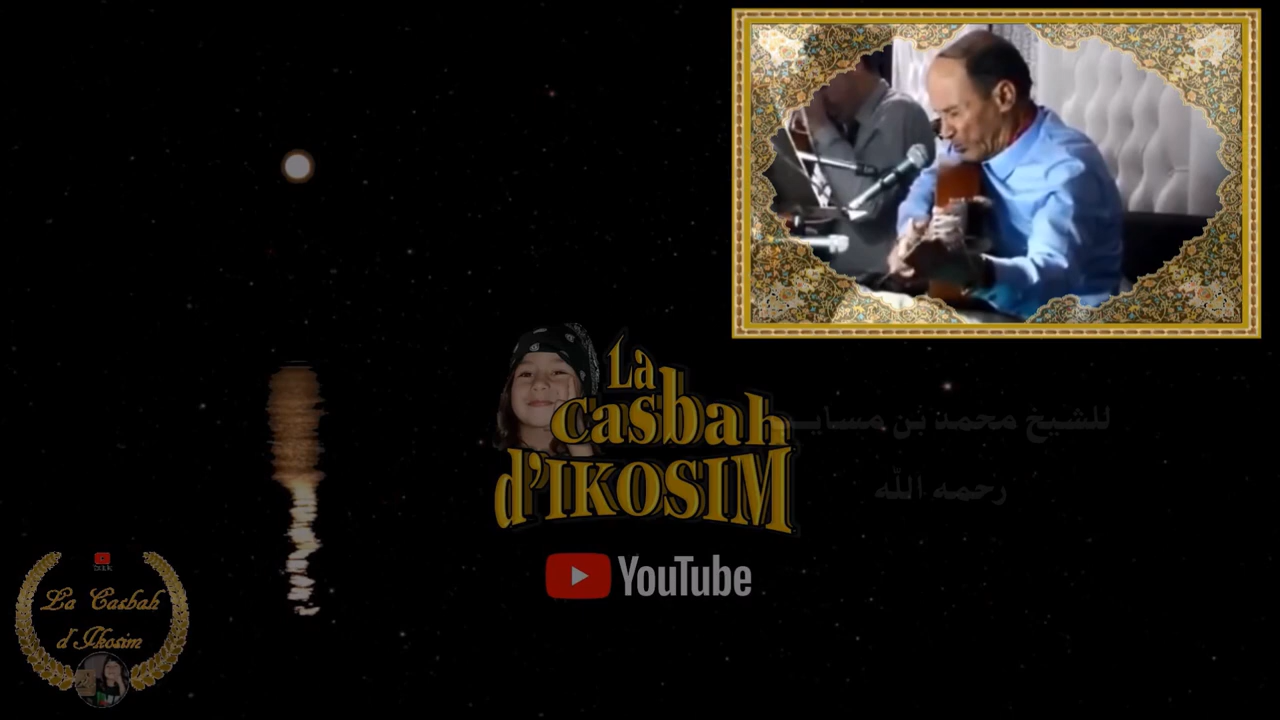 La
casbah
d'IKOSIM
YouTube
للشيخ محمد بن مسايب
رحمه الله
La Casbah
d'Ikosim